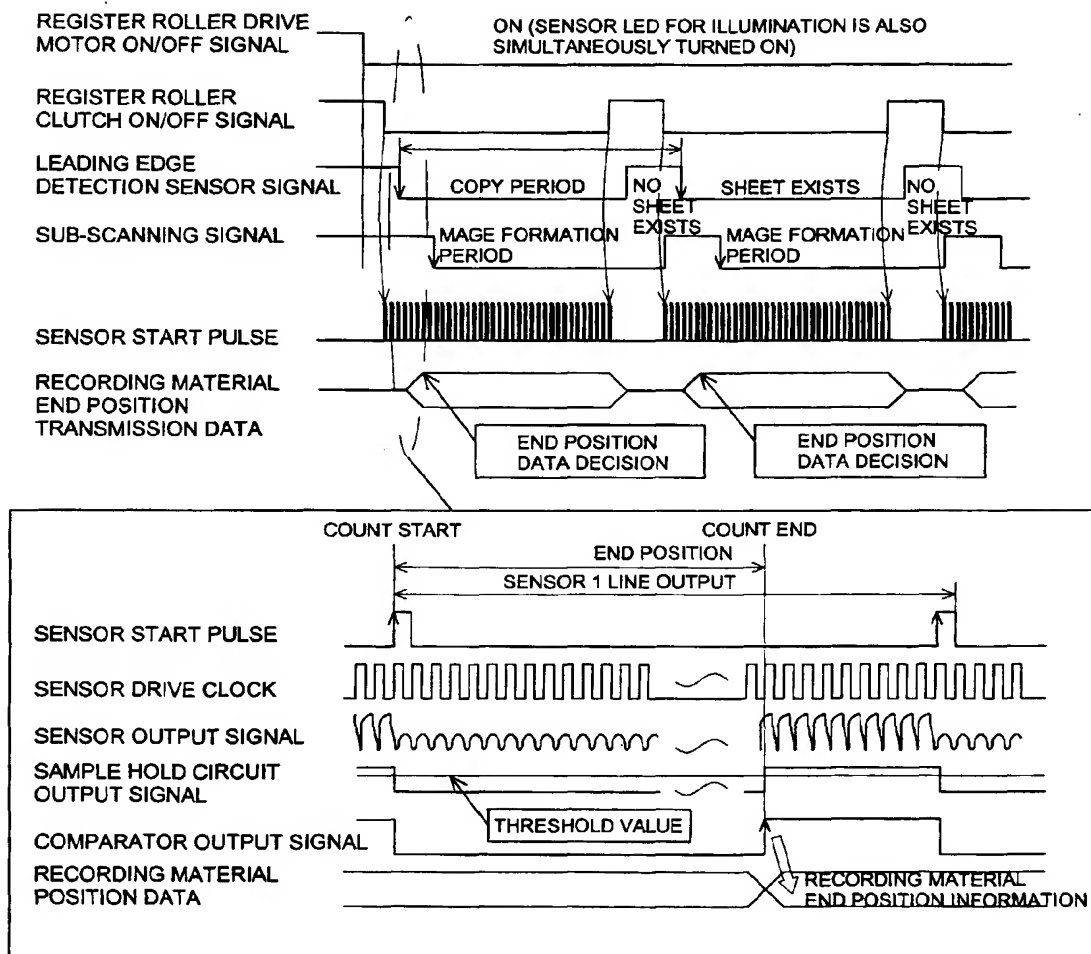 REGISTER ROLLER DRIVE
MOTOR ON/OFF SIGNAL
ON (SENSOR LED FOR ILLUMINATION IS ALSO
SIMULTANEOUSLY TURNED ON)
REGISTER ROLLER
CLUTCH ON/OFF SIGNAL
LEADING EDGE
DETECTION SENSOR SIGNAL
COPY PERIOD
NO
SHEET
EXISTS
SHEET EXISTS
NO
SHEET
EXISTS
SUB-SCANNING SIGNAL
MAGE FORMATION
PERIOD
MAGE FORMATION
PERIOD
SENSOR START PULSE
RECORDING MATERIAL
END POSITION
TRANSMISSION DATA
END POSITION
DATA DECISION
END POSITION
DATA DECISION
COUNT START
COUNT END
END POSITION
SENSOR 1 LINE OUTPUT
SENSOR START PULSE
SENSOR DRIVE CLOCK
SENSOR OUTPUT SIGNAL
SAMPLE HOLD CIRCUIT
OUTPUT SIGNAL
THRESHOLD VALUE
COMPARATOR OUTPUT SIGNAL
RECORDING MATERIAL
POSITION DATA
RECORDING MATERIAL
END POSITION INFORMATION